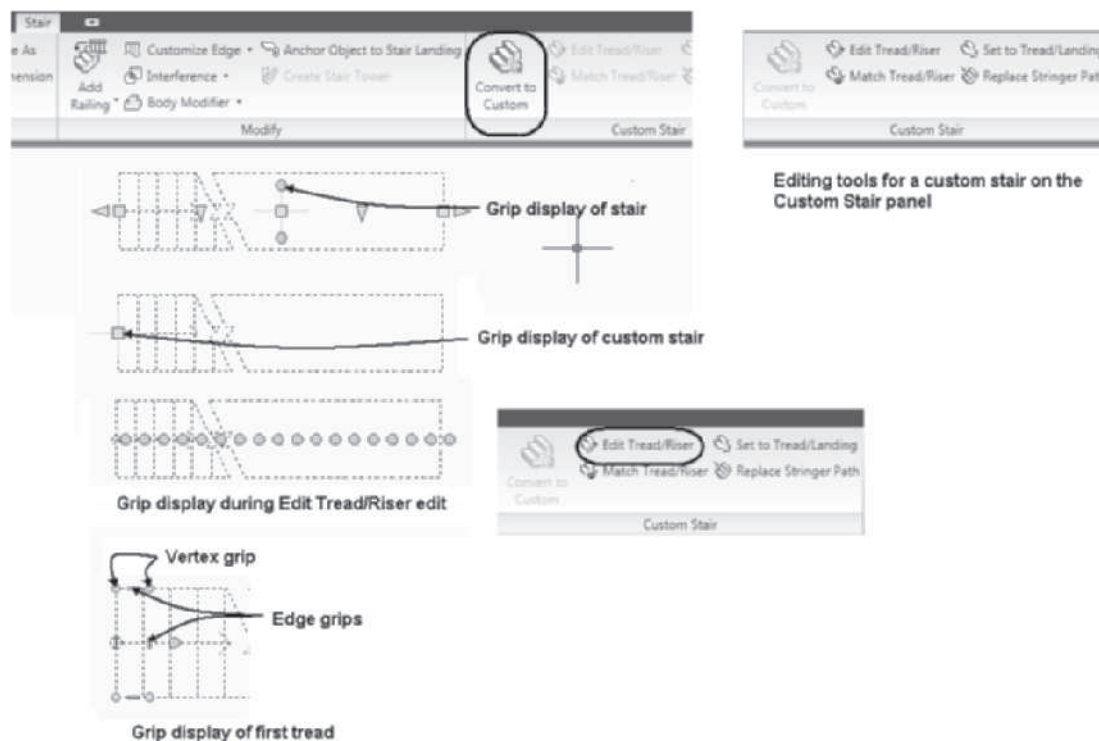 Stair
e As
Customize Edge
Anchor Object to Stair Landing
Edit Tread/Riser
Edit Tread/Riser
Set to Tread/Landing
mension
Add
Railing
Interference
Create Stair Tower
Convert to
Custom
Match Tread/Riser
Convert to
Custom
Match Tread/Riser
Replace Stringer Path
Body Modifier
Modify
Custom Stair
Custom Stair
Editing tools for a custom stair on the
Custom Stair panel
Grip display of stair
Grip display of custom stair
Edit Tread/Riser
Set to Tread/Landing
Convert to
Custom
Match Tread/Riser
Replace Stringer Path
Custom Stair
Grip display during Edit Tread/Riser edit
Vertex grip
Edge grips
Grip display of first tread